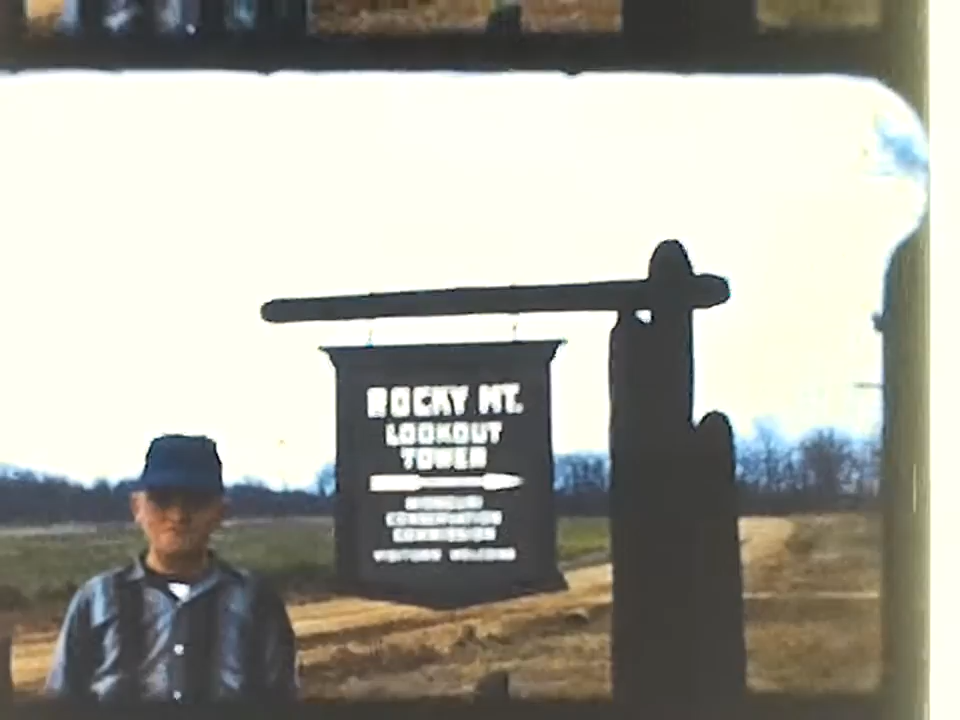 ROCKY MT.
LOOKOUT
TOWER
MISSOURI
CONSERVATION
COMMISSION
VISITORS WELCOME